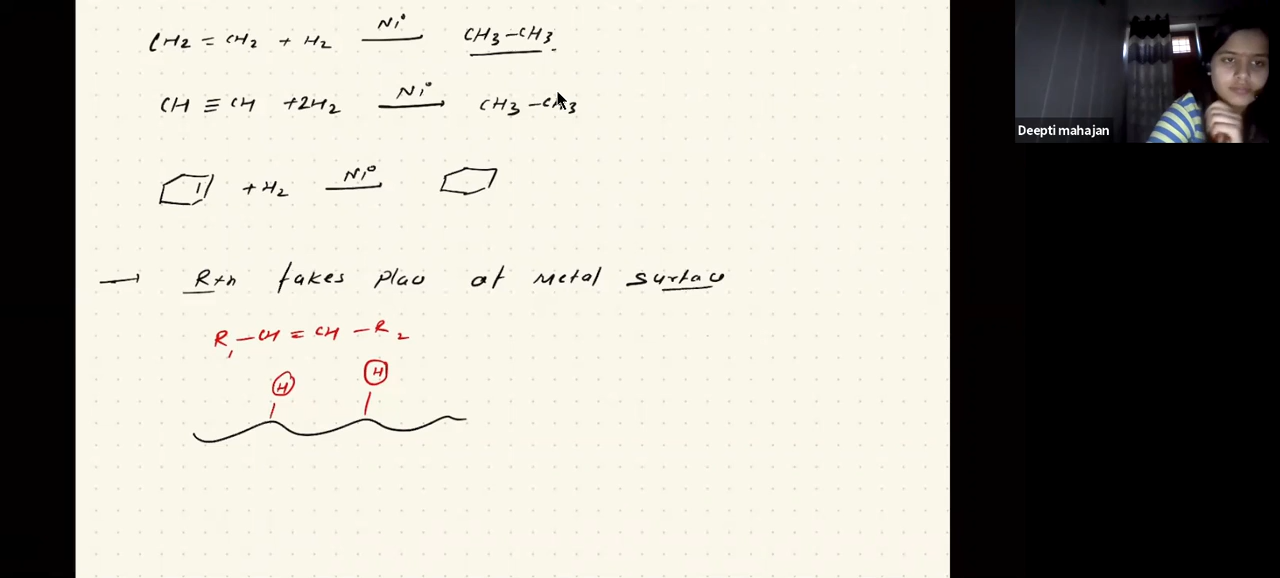 CH2 = CH2 + H2 Ni° CH3-CH3
CH ≡ CH +2H2 Ni° CH3-CH3
+H2 Ni°
Rxn takes place at metal surface
R1-CH=CH-R2
H H
Deepti mahajan